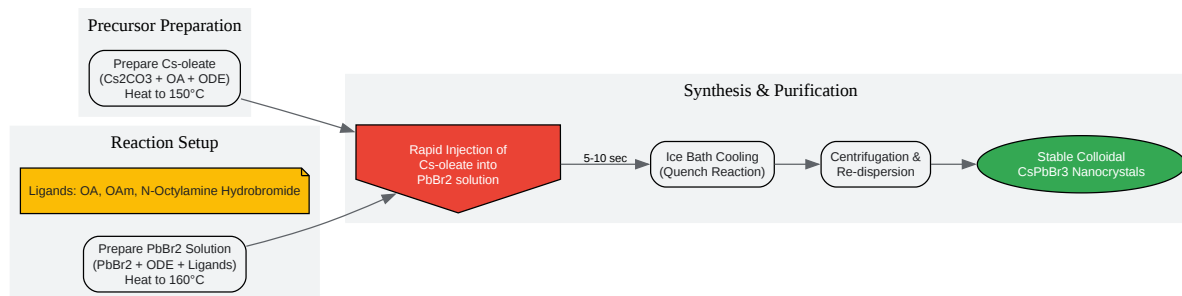 Precursor Preparation
Prepare Cs-oleate
(Cs2CO3 + OA + ODE)
Heat to 150°C
Reaction Setup
Ligands: OA, OAm, N-Octylamine Hydrobromide
Prepare PbBr2 Solution
(PbBr2 + ODE + Ligands)
Heat to 160°C
Synthesis & Purification
Rapid Injection of
Cs-oleate into
PbBr2 solution
5-10 sec
Ice Bath Cooling
(Quench Reaction)
Centrifugation &
Re-dispersion
Stable Colloidal
CsPbBr3 Nanocrystals